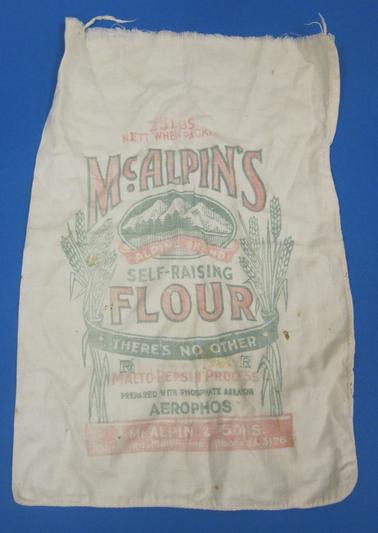 25 LBS.
NETT WHEN PACKED
McALPIN'S
ALPINE BRAND
SELF-RAISING
FLOUR
THERE'S NO OTHER
MALTO-PEPSIN PROCESS
PREPARED WITH PHOSPHATE AERATOR
AEROPHOS
J. McALPIN & SONS.